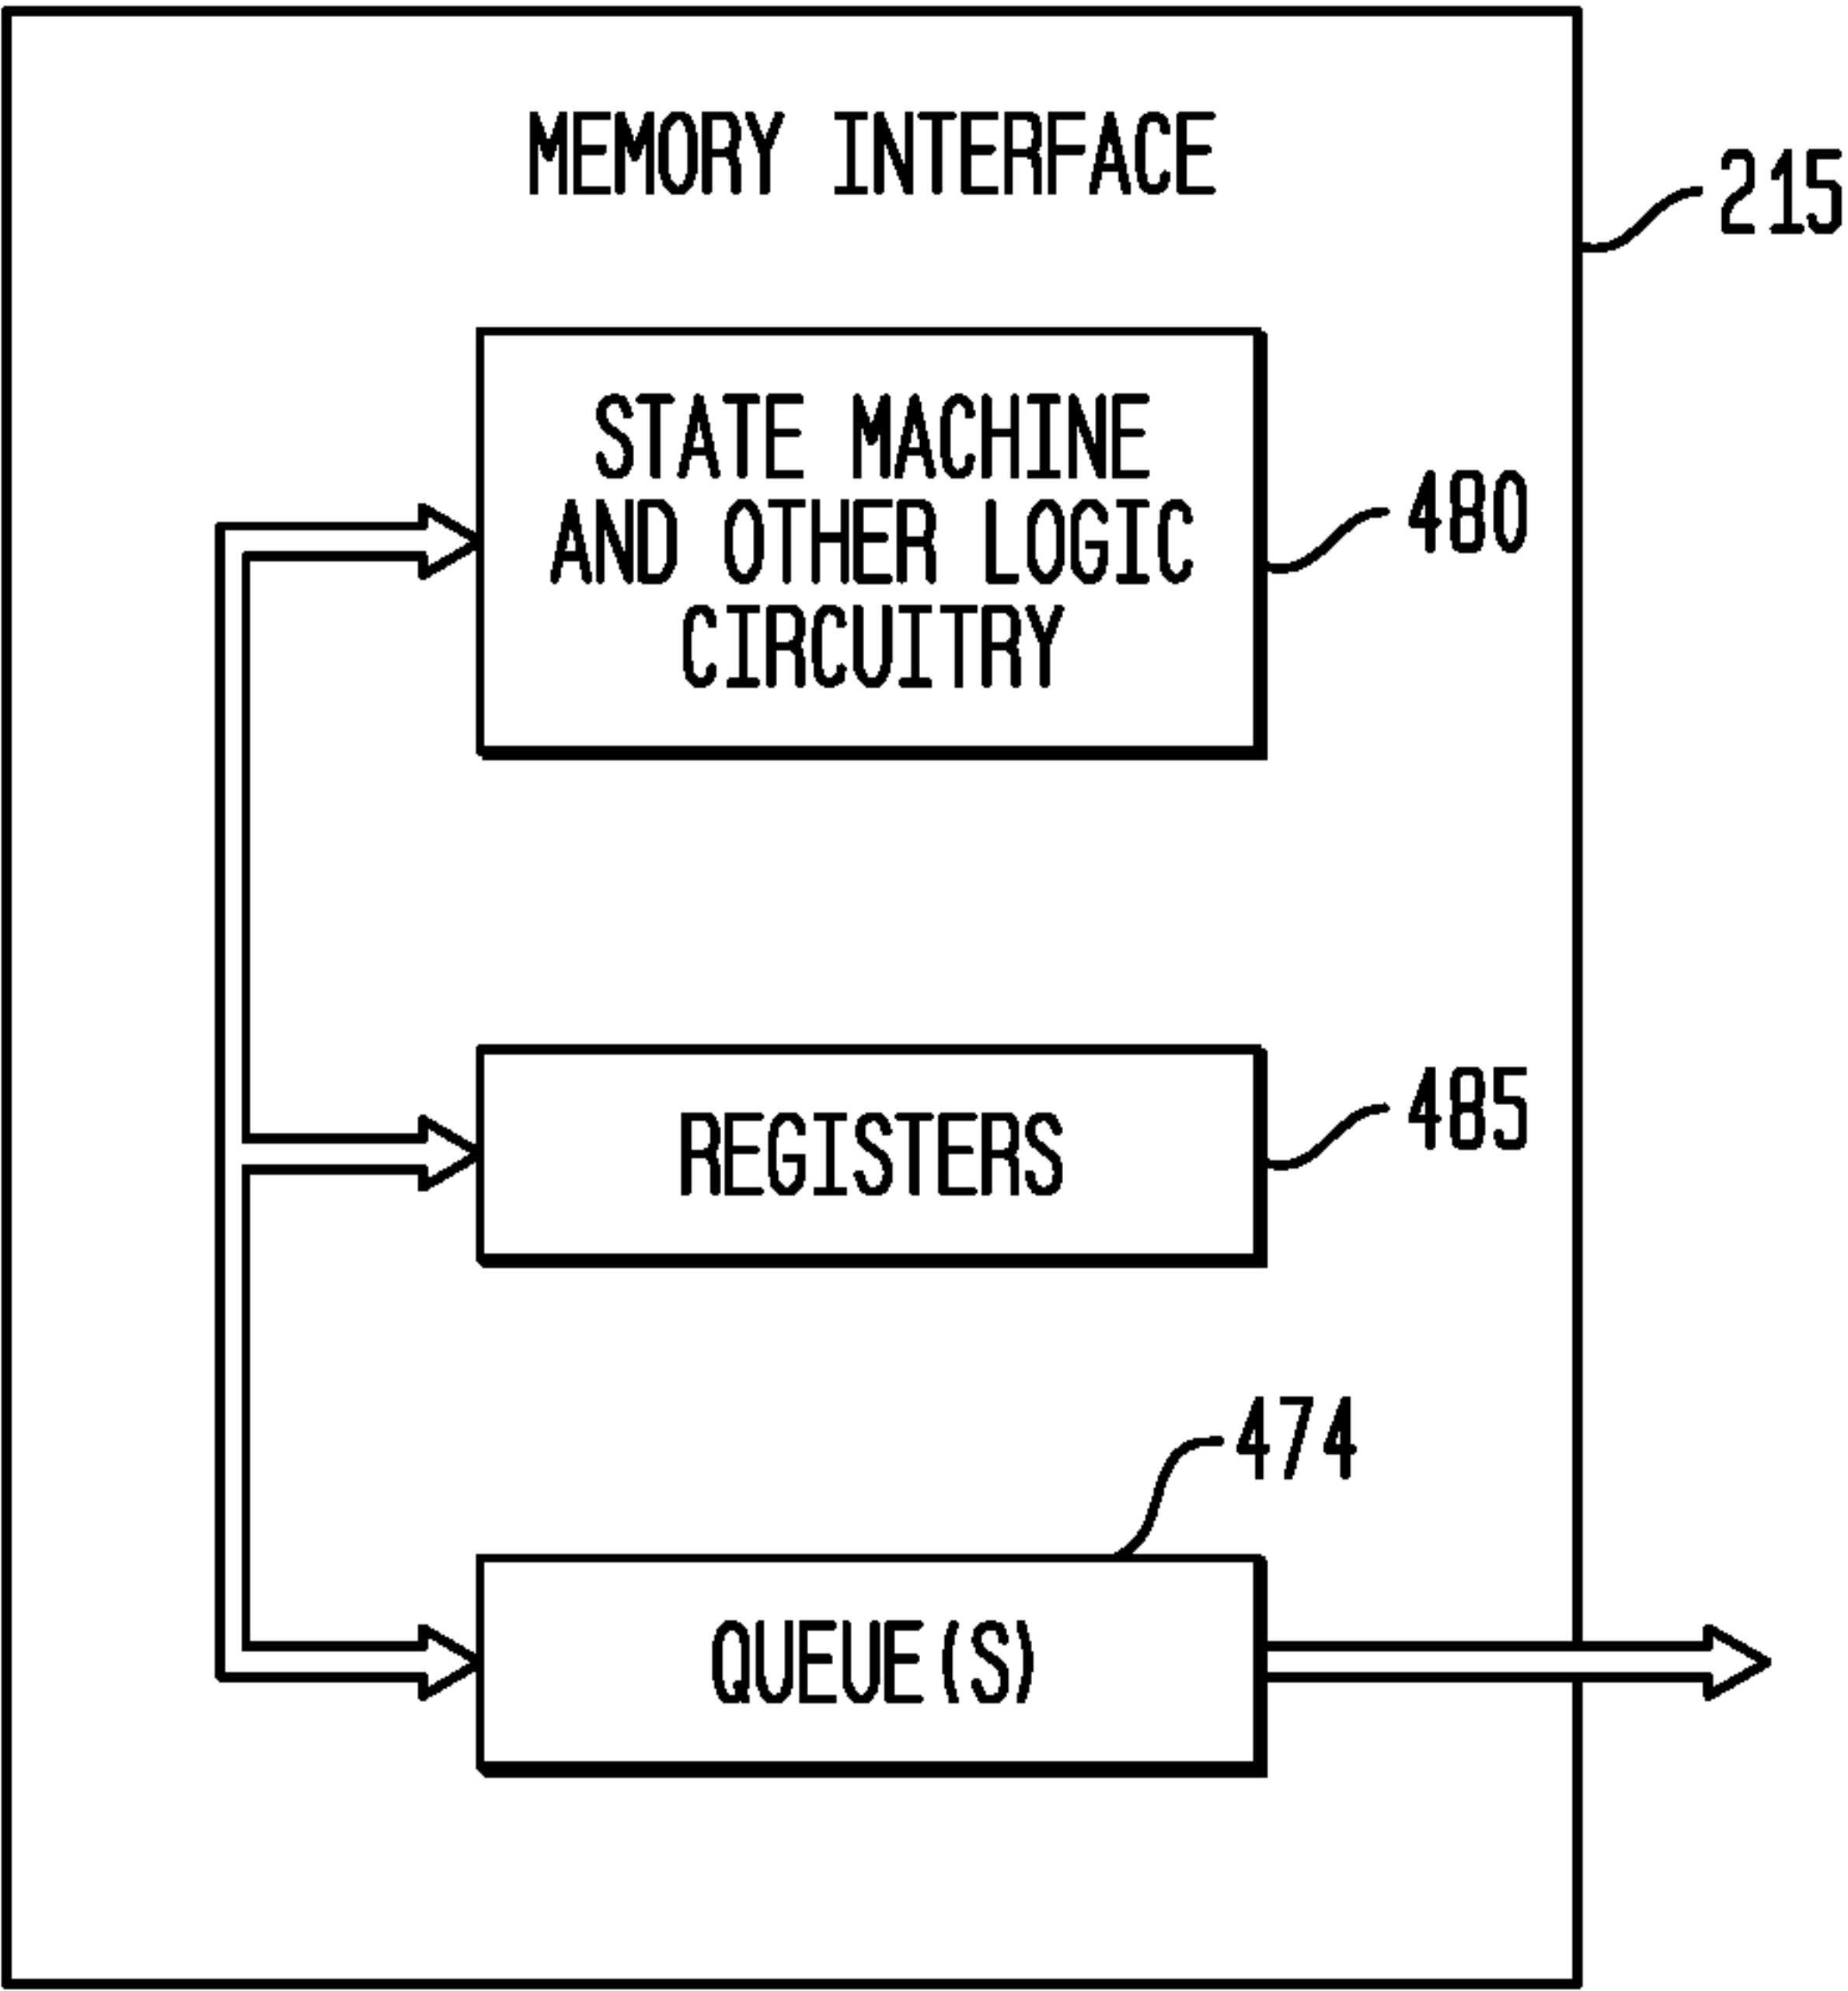 MEMORY INTERFACE
215
STATE MACHINE
AND OTHER LOGIC
CIRCUITRY
480
REGISTERS
485
474
QUEUE(S)